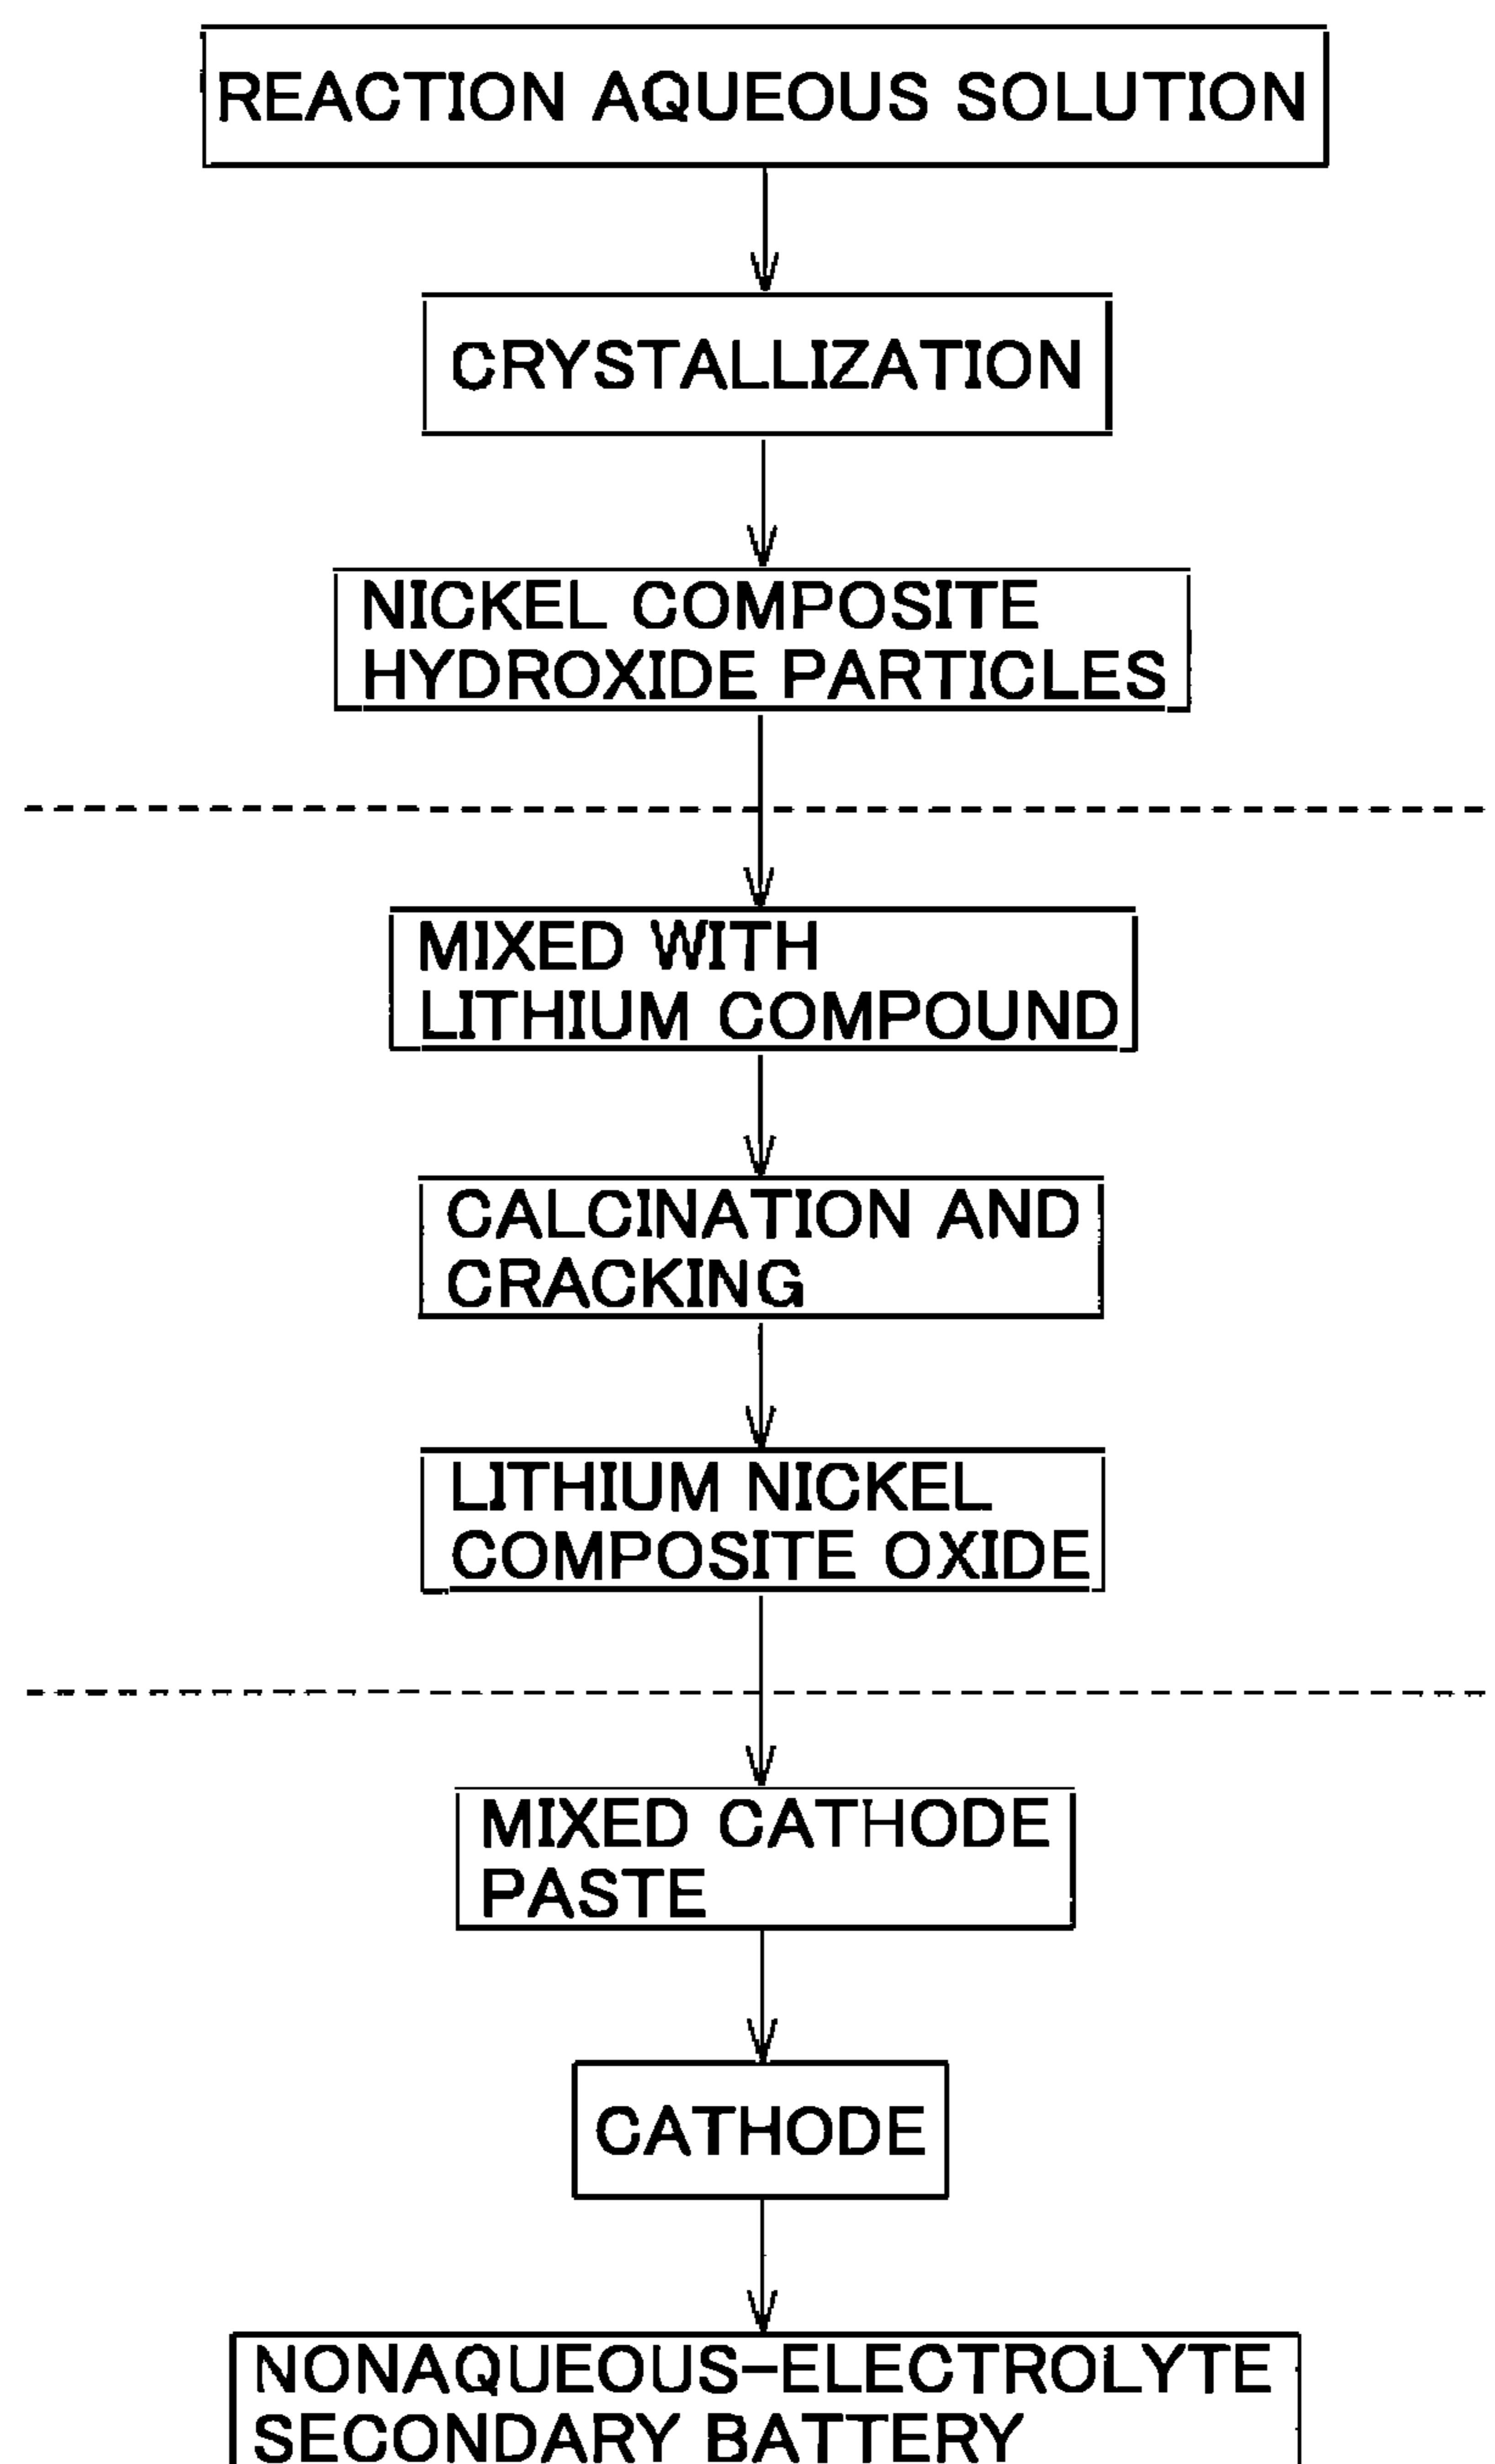 REACTION AQUEOUS SOLUTION
CRYSTALLIZATION
NICKEL COMPOSITE
HYDROXIDE PARTICLES
MIXED WITH
LITHIUM COMPOUND
CALCINATION AND
CRACKING
LITHIUM NICKEL
COMPOSITE OXIDE
MIXED CATHODE
PASTE
CATHODE
NONAQUEOUS-ELECTROLYTE
SECONDARY BATTERY